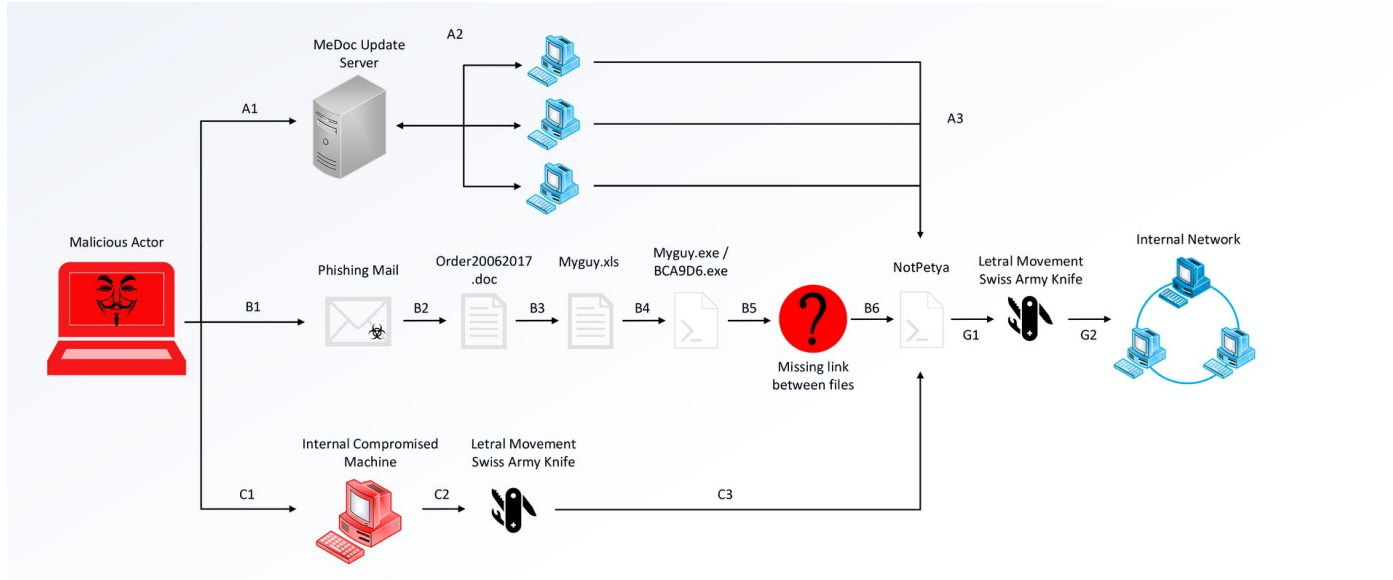 A2
MeDoc Update
Server
A1
A3
Malicious Actor
Phishing Mail
Order20062017
.doc
Myguy.xls
Myguy.exe /
BCA9D6.exe
NotPetya
Letral Movement
Swiss Army Knife
Internal Network
B1
B2
B3
B4
B5
B6
G1
G2
?
Missing link
between files
Internal Compromised
Machine
Letral Movement
Swiss Army Knife
C1
C2
C3